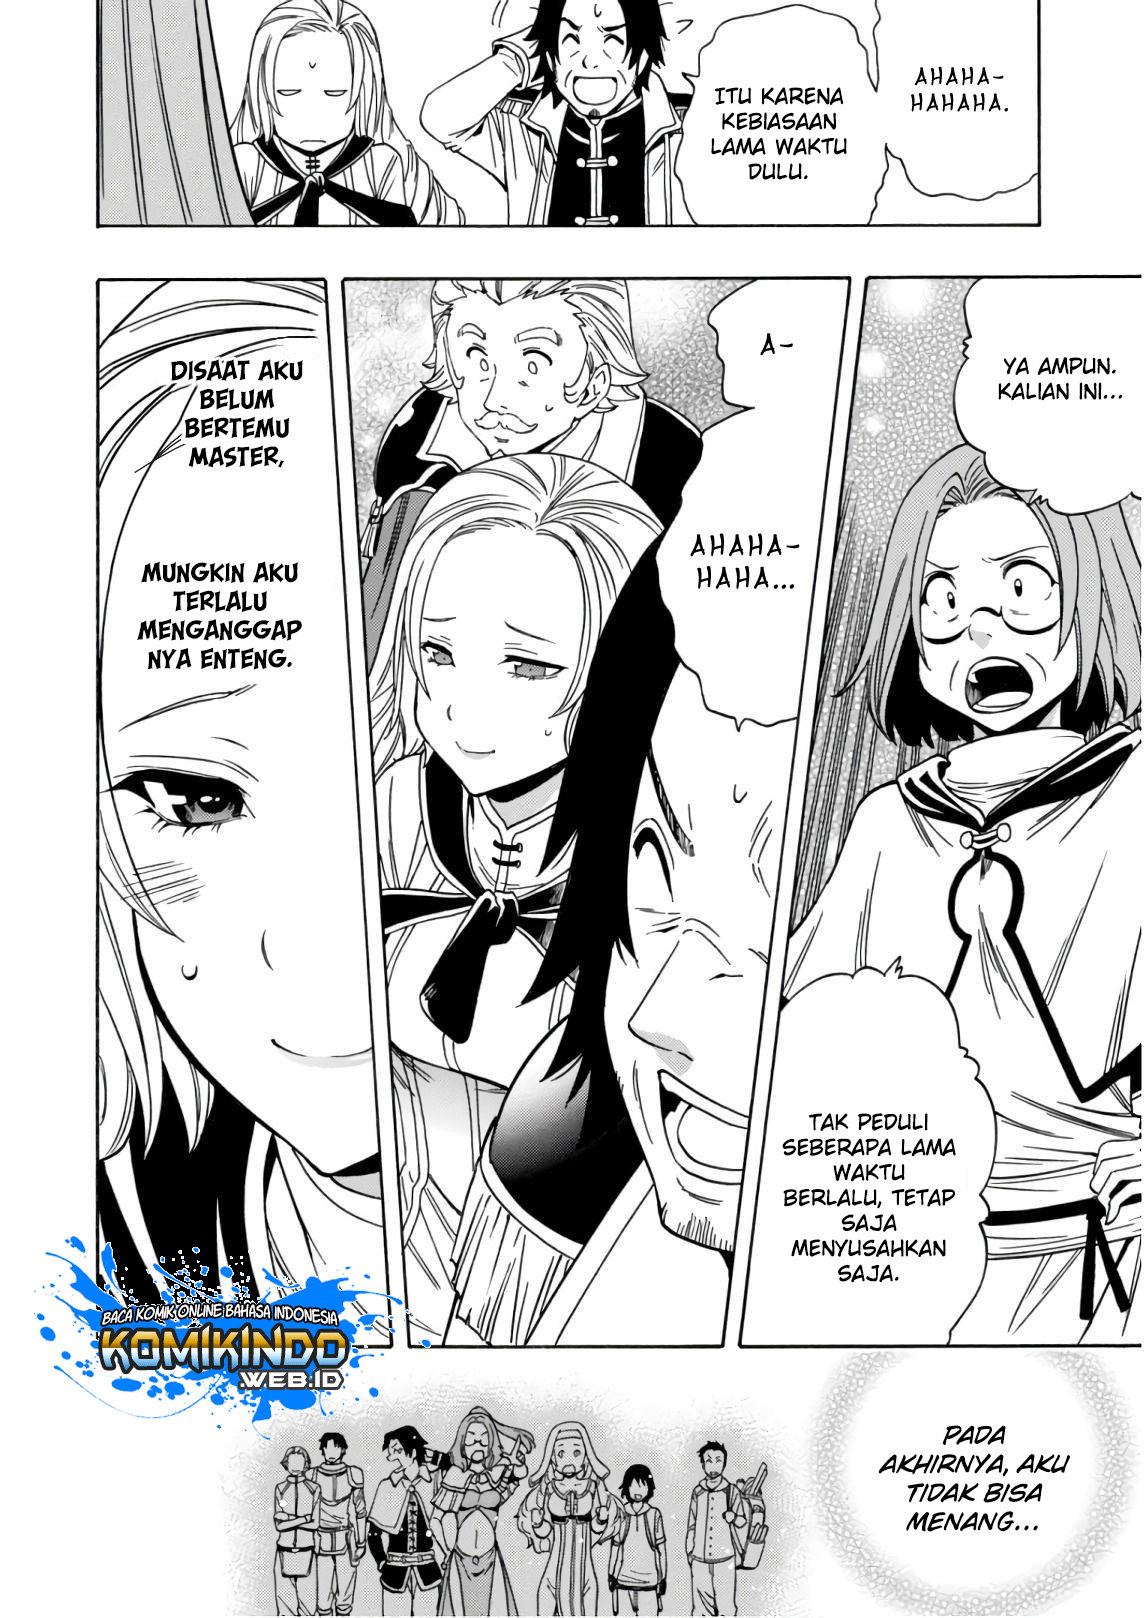 AHAHA-
HAHAHA.
ITU KARENA
KEBIASAAN
LAMA WAKTU
DULU.
YA AMPUN.
KALIAN INI...
TAK PEDULI
SEBERAPA LAMA
WAKTU
BERLALU, TETAP
SAJA
MENYUSAHKAN
SAJA.
A-
AHAHA-
HAHA...
DISAAT AKU
BELUM
BERTEMU
MASTER,
MUNGKIN AKU
TERLALU
MENGANGGAP
NYA ENTENG.
PADA
AKHIRNYA, AKU
TIDAK BISA
MENANG...
BACA KOMIK ONLINE BAHASA INDONESIA
KOMIKINDO
.WEB.ID